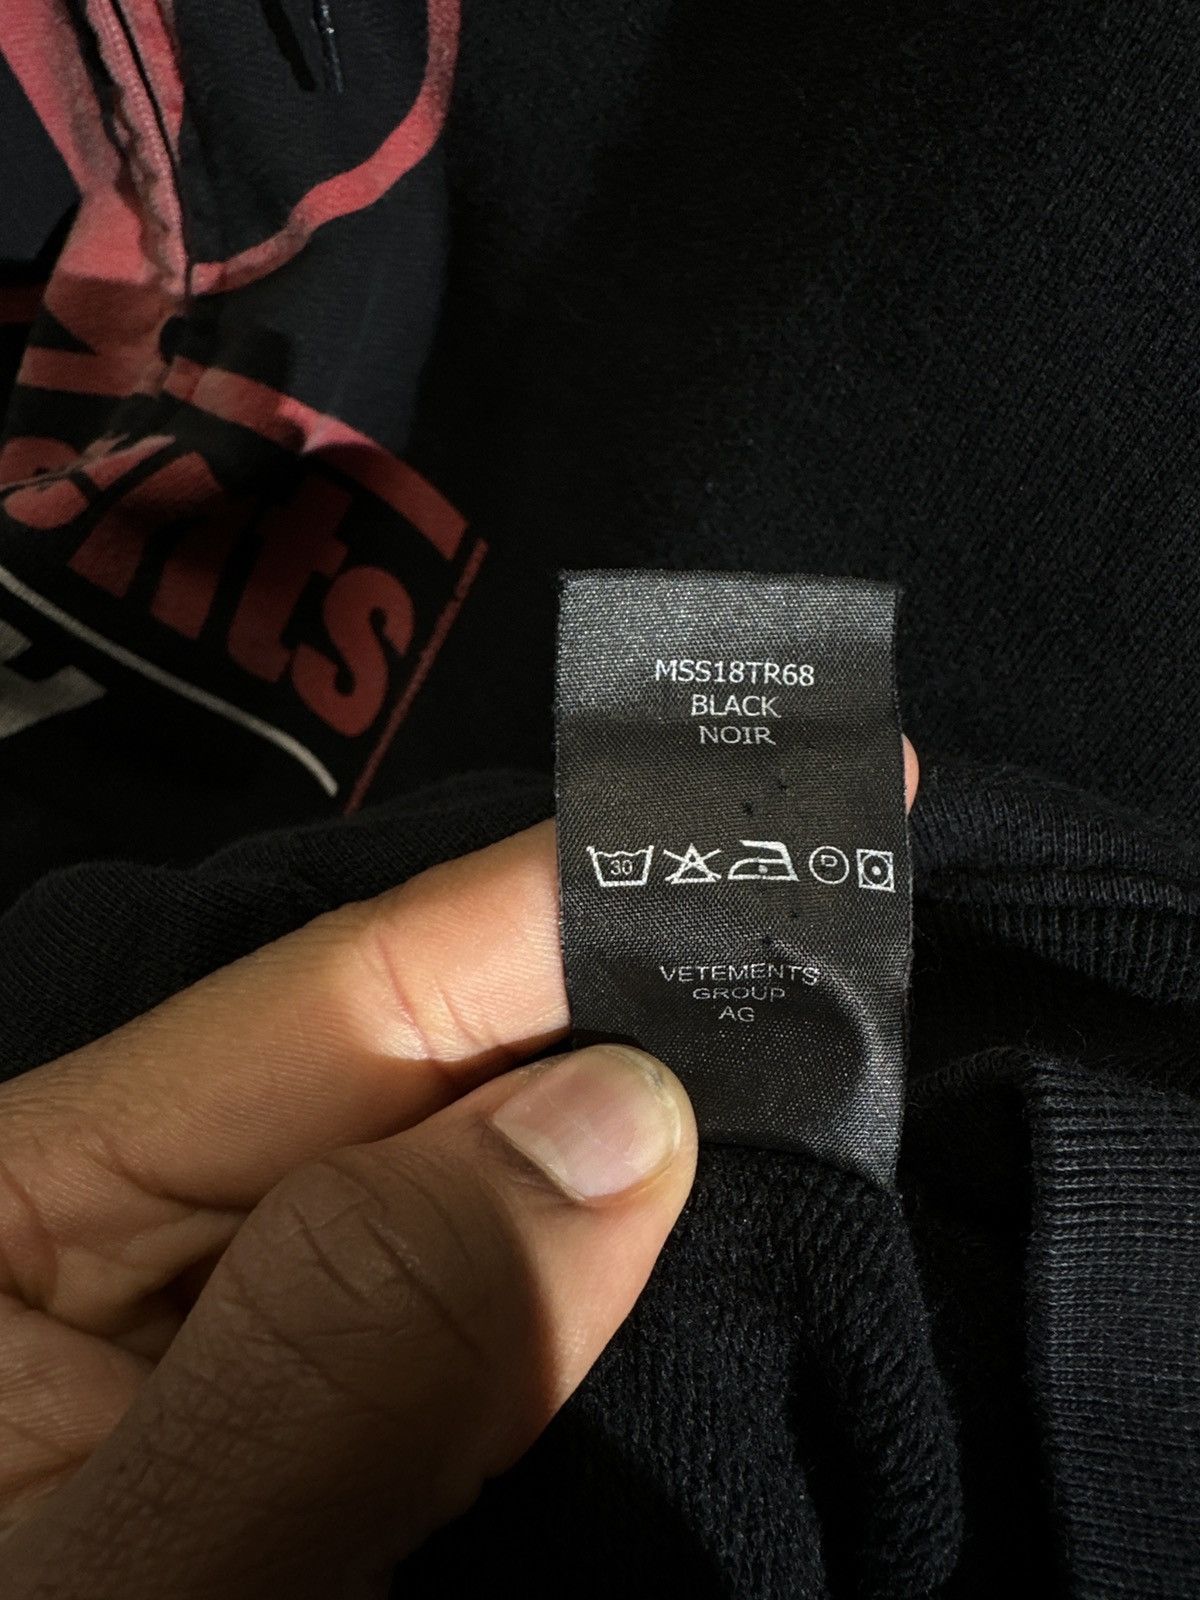 MSS18TR68
BLACK
NOIR
30
P
VETEMENTS
GROUP
AG